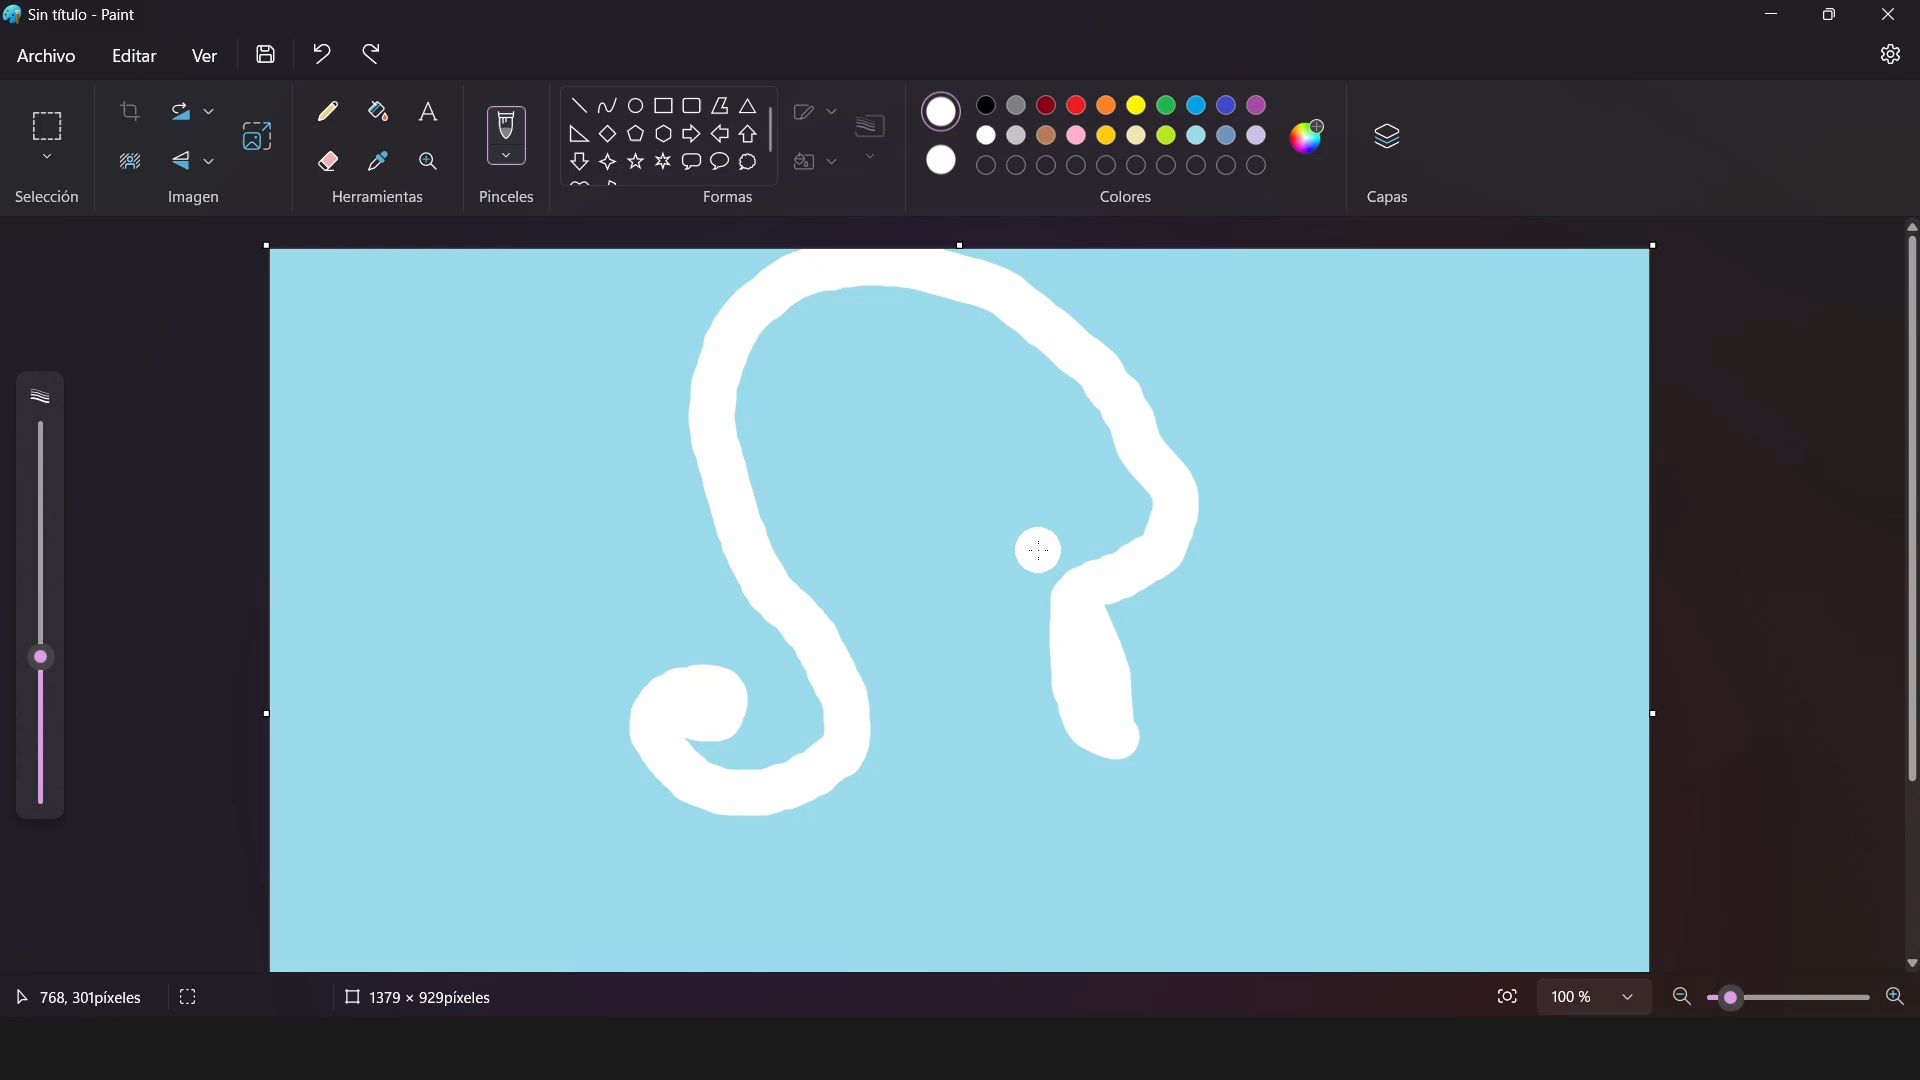 Sin título - Paint
Archivo Editar Ver
Selección Imagen Herramientas Pinceles Formas Colores Capas
768, 301píxeles 1379 × 929píxeles 100 %